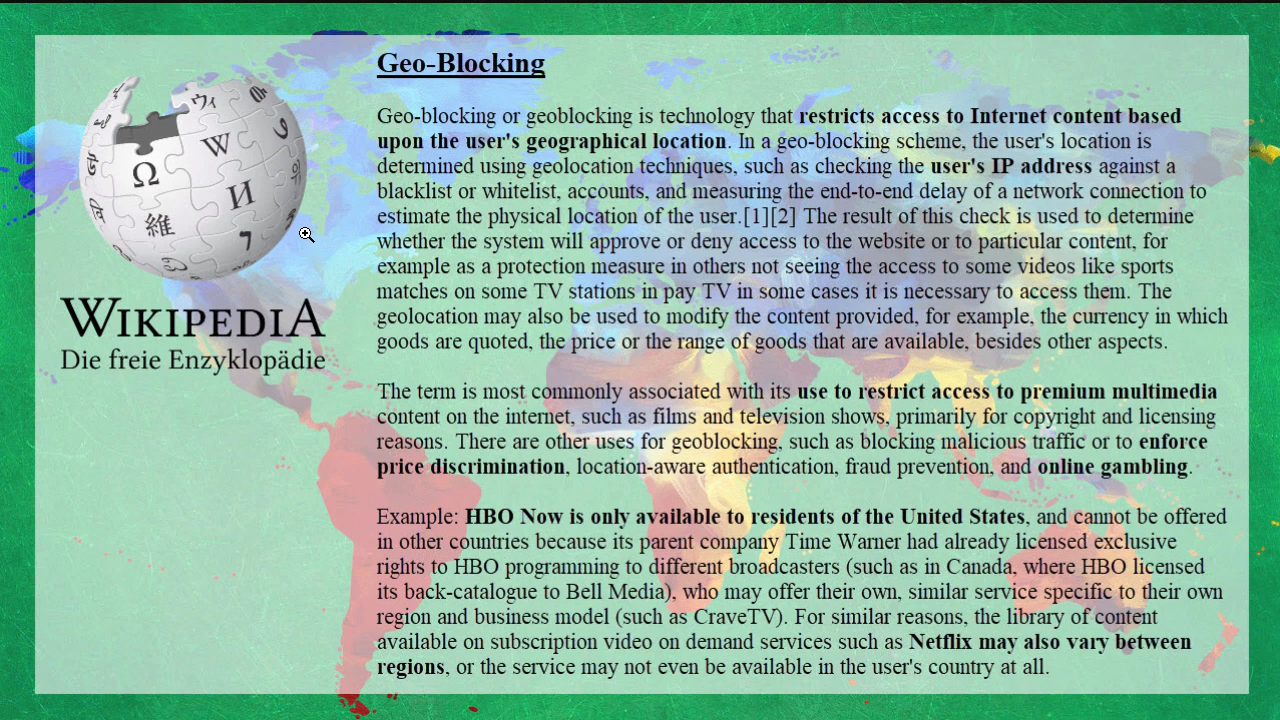 Geo-Blocking
Geo-blocking or geoblocking is technology that restricts access to Internet content based
upon the user's geographical location. In a geo-blocking scheme, the user's location is
determined using geolocation techniques, such as checking the user's IP address against a
blacklist or whitelist, accounts, and measuring the end-to-end delay of a network connection to
estimate the physical location of the user.[1][2] The result of this check is used to determine
whether the system will approve or deny access to the website or to particular content, for
example as a protection measure in others not seeing the access to some videos like sports
matches on some TV stations in pay TV in some cases it is necessary to access them. The
geolocation may also be used to modify the content provided, for example, the currency in which
goods are quoted, the price or the range of goods that are available, besides other aspects.
The term is most commonly associated with its use to restrict access to premium multimedia
content on the internet, such as films and television shows, primarily for copyright and licensing
reasons. There are other uses for geoblocking, such as blocking malicious traffic or to enforce
price discrimination, location-aware authentication, fraud prevention, and online gambling.
Example: HBO Now is only available to residents of the United States, and cannot be offered
in other countries because its parent company Time Warner had already licensed exclusive
rights to HBO programming to different broadcasters (such as in Canada, where HBO licensed
its back-catalogue to Bell Media), who may offer their own, similar service specific to their own
region and business model (such as CraveTV). For similar reasons, the library of content
available on subscription video on demand services such as Netflix may also vary between
regions, or the service may not even be available in the user's country at all.
Ω
W
И
維
7
WIKIPEDIA
Die freie Enzyklopädie